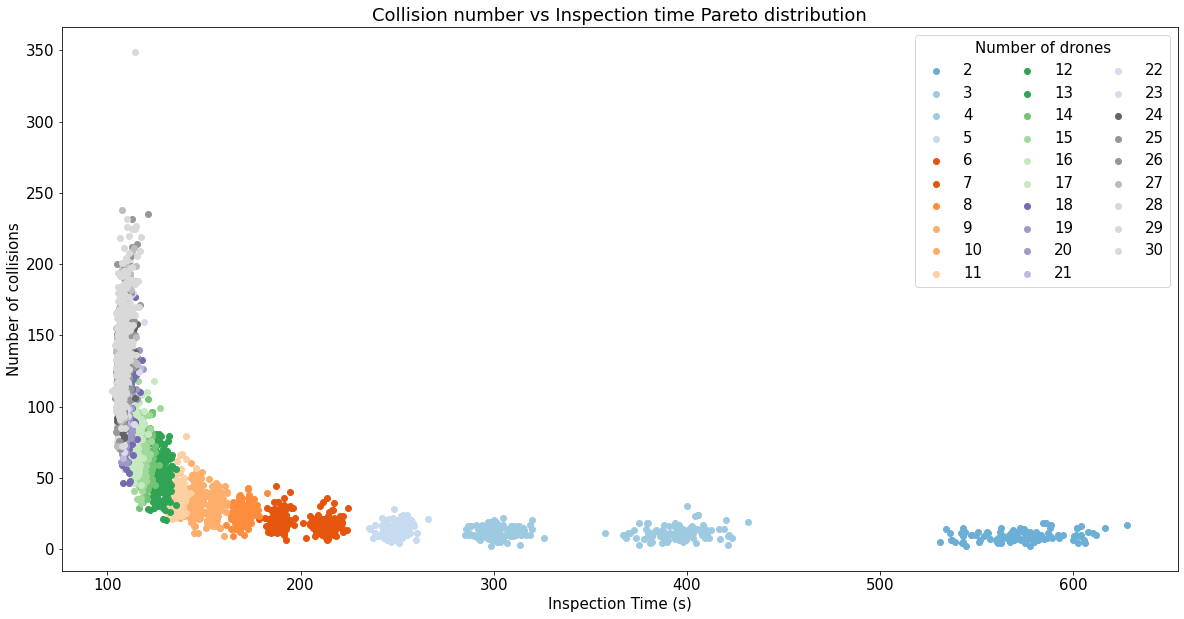 Collision number vs Inspection time Pareto distribution
Number of collisions
350
300
250
200
150
100
50
0
100 200 300 400 500 600
Inspection Time (s)
Number of drones
2 12 22
3 13 23
4 14 24
5 15 25
6 16 26
7 17 27
8 18 28
9 19 29
10 20 30
11 21